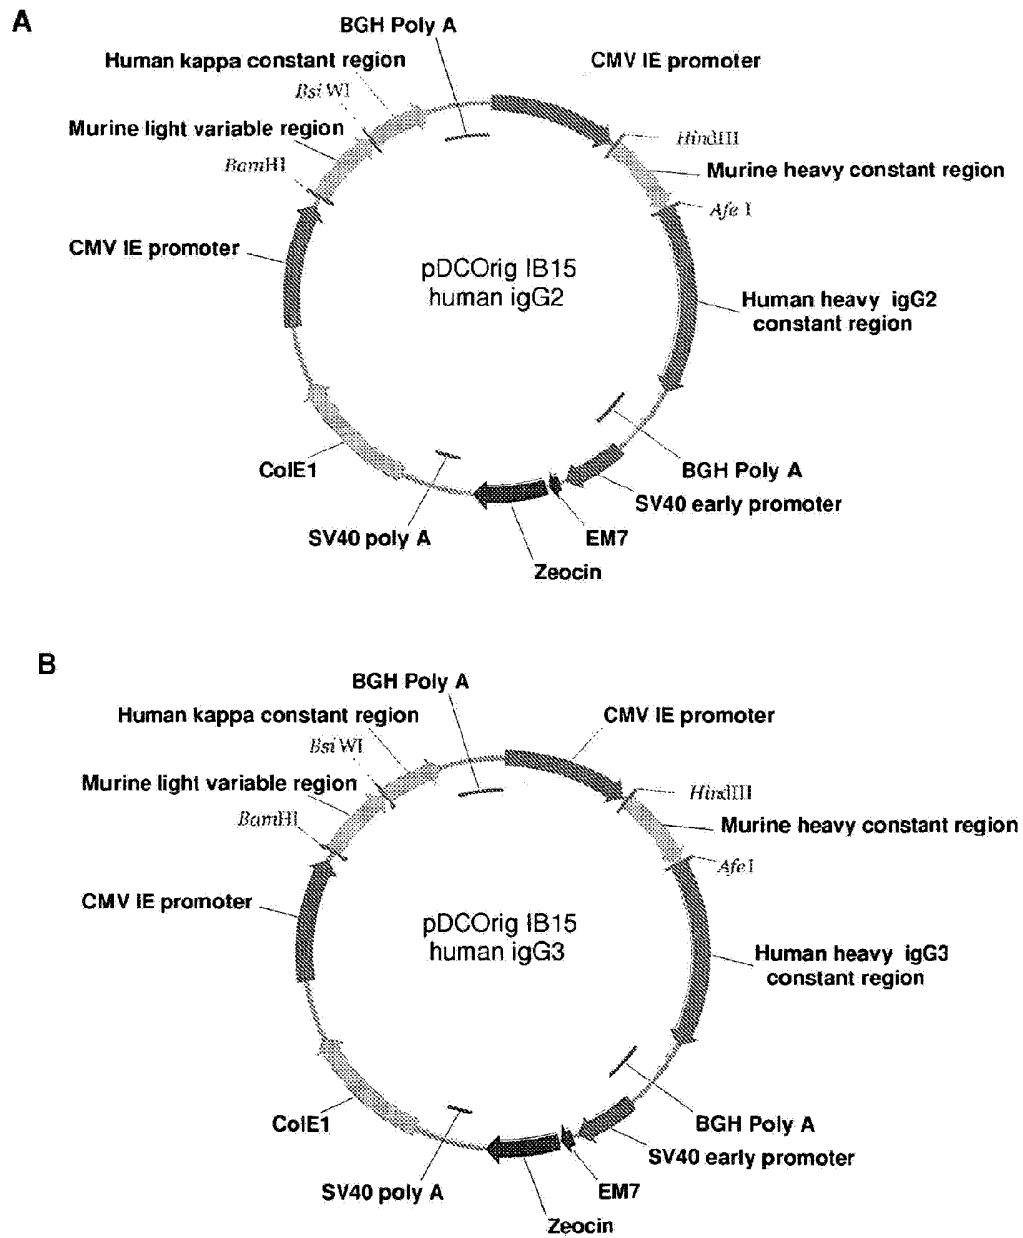 A
BGH Poly A
Human kappa constant region
CMV IE promoter
BsiWI
Murine light variable region
HindIII
BamHI
Murine heavy constant region
Afe I
CMV IE promoter
pDCOrig IB15
human igG2
Human heavy igG2
constant region
ColE1
BGH Poly A
SV40 early promoter
SV40 poly A
EM7
Zeocin
B
BGH Poly A
Human kappa constant region
CMV IE promoter
BsiWI
Murine light variable region
HindIII
BamHI
Murine heavy constant region
AfeI
CMV IE promoter
pDCOrig IB15
human igG3
Human heavy igG3
constant region
ColE1
BGH Poly A
SV40 early promoter
SV40 poly A
EM7
Zeocin